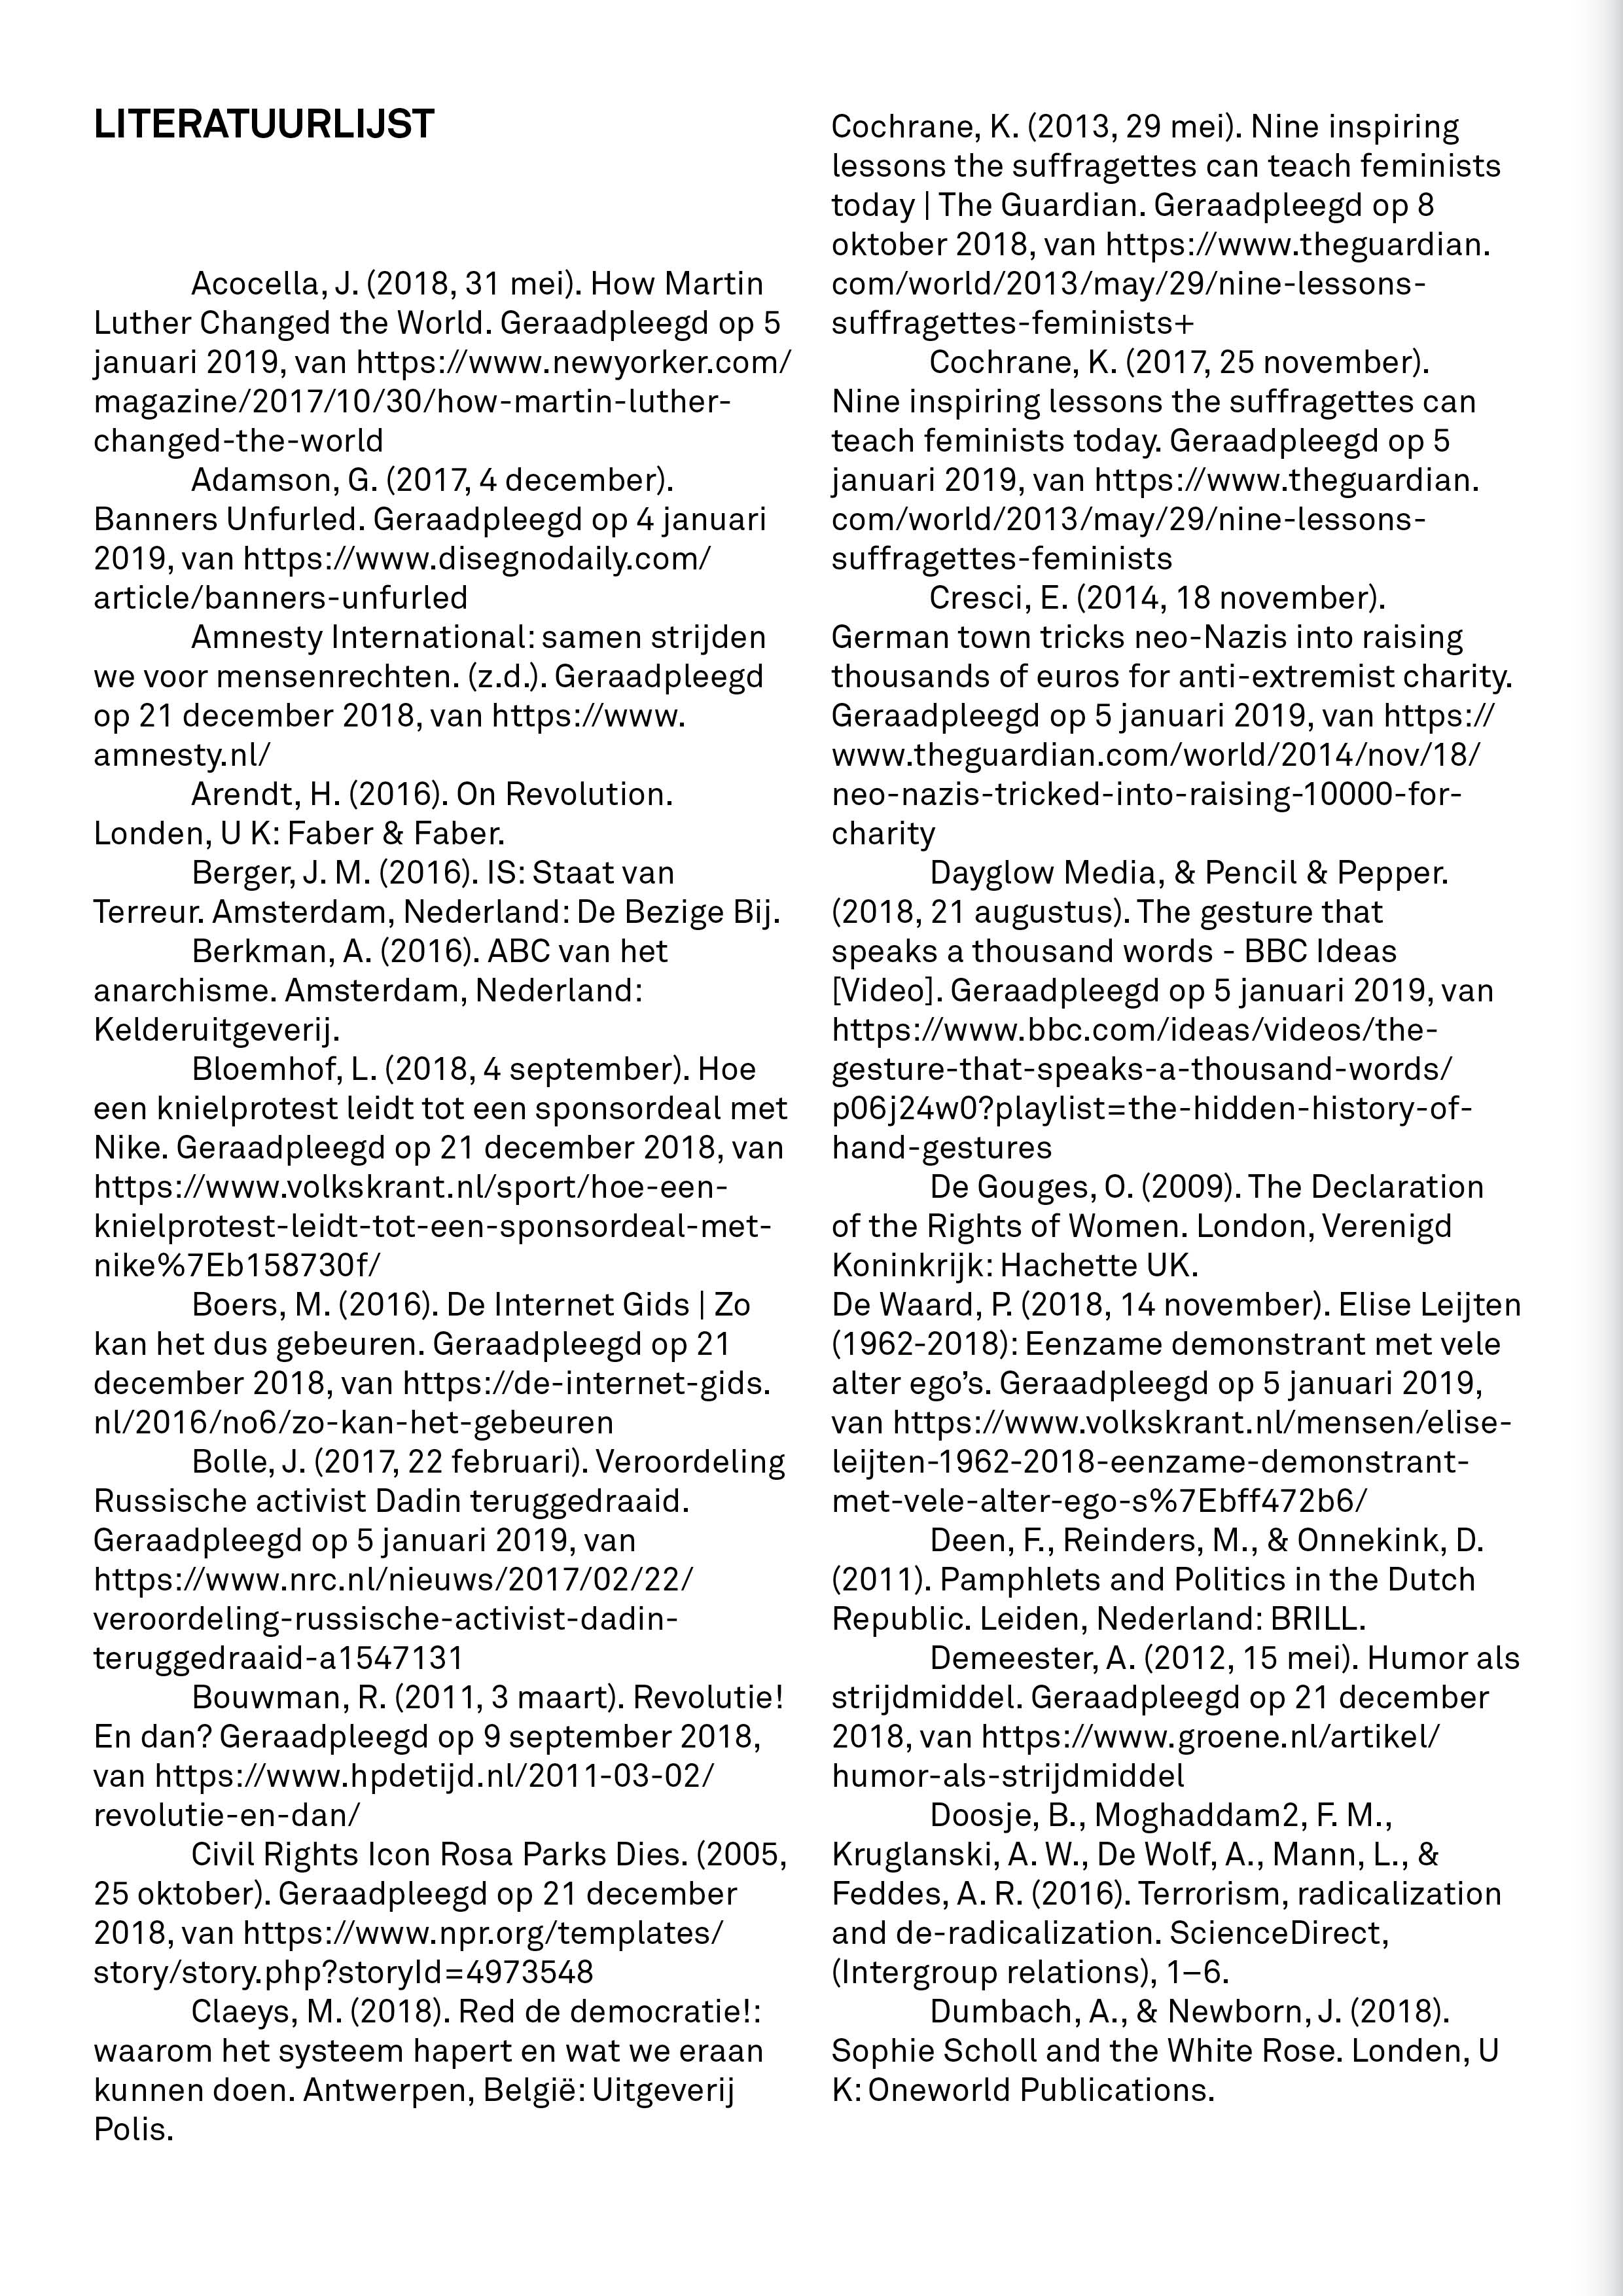 LITERATUURLIJST
Acocella, J. (2018, 31 mei). How Martin
Luther Changed the World. Geraadpleegd op 5
januari 2019, van https://www.newyorker.com/
magazine/2017/10/30/how-martin-luther-
changed-the-world
Adamson, G. (2017, 4 december).
Banners Unfurled. Geraadpleegd op 4 januari
2019, van https://www.disegnodaily.com/
article/banners-unfurled
Amnesty International: samen strijden
we voor mensenrechten. (z.d.). Geraadpleegd
op 21 december 2018, van https://www.
amnesty.nl/
Arendt, H. (2016). On Revolution.
Londen, U K: Faber & Faber.
Berger, J. M. (2016). IS: Staat van
Terreur. Amsterdam, Nederland: De Bezige Bij.
Berkman, A. (2016). ABC van het
anarchisme. Amsterdam, Nederland:
Kelderuitgeverij.
Bloemhof, L. (2018, 4 september). Hoe
een knielprotest leidt tot een sponsordeal met
Nike. Geraadpleegd op 21 december 2018, van
https://www.volkskrant.nl/sport/hoe-een-
knielprotest-leidt-tot-een-sponsordeal-met-
nike%7Eb158730f/
Boers, M. (2016). De Internet Gids | Zo
kan het dus gebeuren. Geraadpleegd op 21
december 2018, van https://de-internet-gids.
nl/2016/no6/zo-kan-het-gebeuren
Bolle, J. (2017, 22 februari). Veroordeling
Russische activist Dadin teruggedraaid.
Geraadpleegd op 5 januari 2019, van
https://www.nrc.nl/nieuws/2017/02/22/
veroordeling-russische-activist-dadin-
teruggedraaid-a1547131
Bouwman, R. (2011, 3 maart). Revolutie!
En dan? Geraadpleegd op 9 september 2018,
van https://www.hpdetijd.nl/2011-03-02/
revolutie-en-dan/
Civil Rights Icon Rosa Parks Dies. (2005,
25 oktober). Geraadpleegd op 21 december
2018, van https://www.npr.org/templates/
story/story.php?storyId=4973548
Claeys, M. (2018). Red de democratie!:
waarom het systeem hapert en wat we eraan
kunnen doen. Antwerpen, België: Uitgeverij
Polis.
Cochrane, K. (2013, 29 mei). Nine inspiring
lessons the suffragettes can teach feminists
today | The Guardian. Geraadpleegd op 8
oktober 2018, van https://www.theguardian.
com/world/2013/may/29/nine-lessons-
suffragettes-feminists+
Cochrane, K. (2017, 25 november).
Nine inspiring lessons the suffragettes can
teach feminists today. Geraadpleegd op 5
januari 2019, van https://www.theguardian.
com/world/2013/may/29/nine-lessons-
suffragettes-feminists
Cresci, E. (2014, 18 november).
German town tricks neo-Nazis into raising
thousands of euros for anti-extremist charity.
Geraadpleegd op 5 januari 2019, van https://
www.theguardian.com/world/2014/nov/18/
neo-nazis-tricked-into-raising-10000-for-
charity
Dayglow Media, & Pencil & Pepper.
(2018, 21 augustus). The gesture that
speaks a thousand words - BBC Ideas
[Video]. Geraadpleegd op 5 januari 2019, van
https://www.bbc.com/ideas/videos/the-
gesture-that-speaks-a-thousand-words/
p06j24w0?playlist=the-hidden-history-of-
hand-gestures
De Gouges, O. (2009). The Declaration
of the Rights of Women. London, Verenigd
Koninkrijk: Hachette UK.
De Waard, P. (2018, 14 november). Elise Leijten
(1962-2018): Eenzame demonstrant met vele
alter ego’s. Geraadpleegd op 5 januari 2019,
van https://www.volkskrant.nl/mensen/elise-
leijten-1962-2018-eenzame-demonstrant-
met-vele-alter-ego-s%7Ebff472b6/
Deen, F., Reinders, M., & Onnekink, D.
(2011). Pamphlets and Politics in the Dutch
Republic. Leiden, Nederland: BRILL.
Demeester, A. (2012, 15 mei). Humor als
strijdmiddel. Geraadpleegd op 21 december
2018, van https://www.groene.nl/artikel/
humor-als-strijdmiddel
Doosje, B., Moghaddam2, F. M.,
Kruglanski, A. W., De Wolf, A., Mann, L., &
Feddes, A. R. (2016). Terrorism, radicalization
and de-radicalization. ScienceDirect,
(Intergroup relations), 1–6.
Dumbach, A., & Newborn, J. (2018).
Sophie Scholl and the White Rose. Londen, U
K: Oneworld Publications.